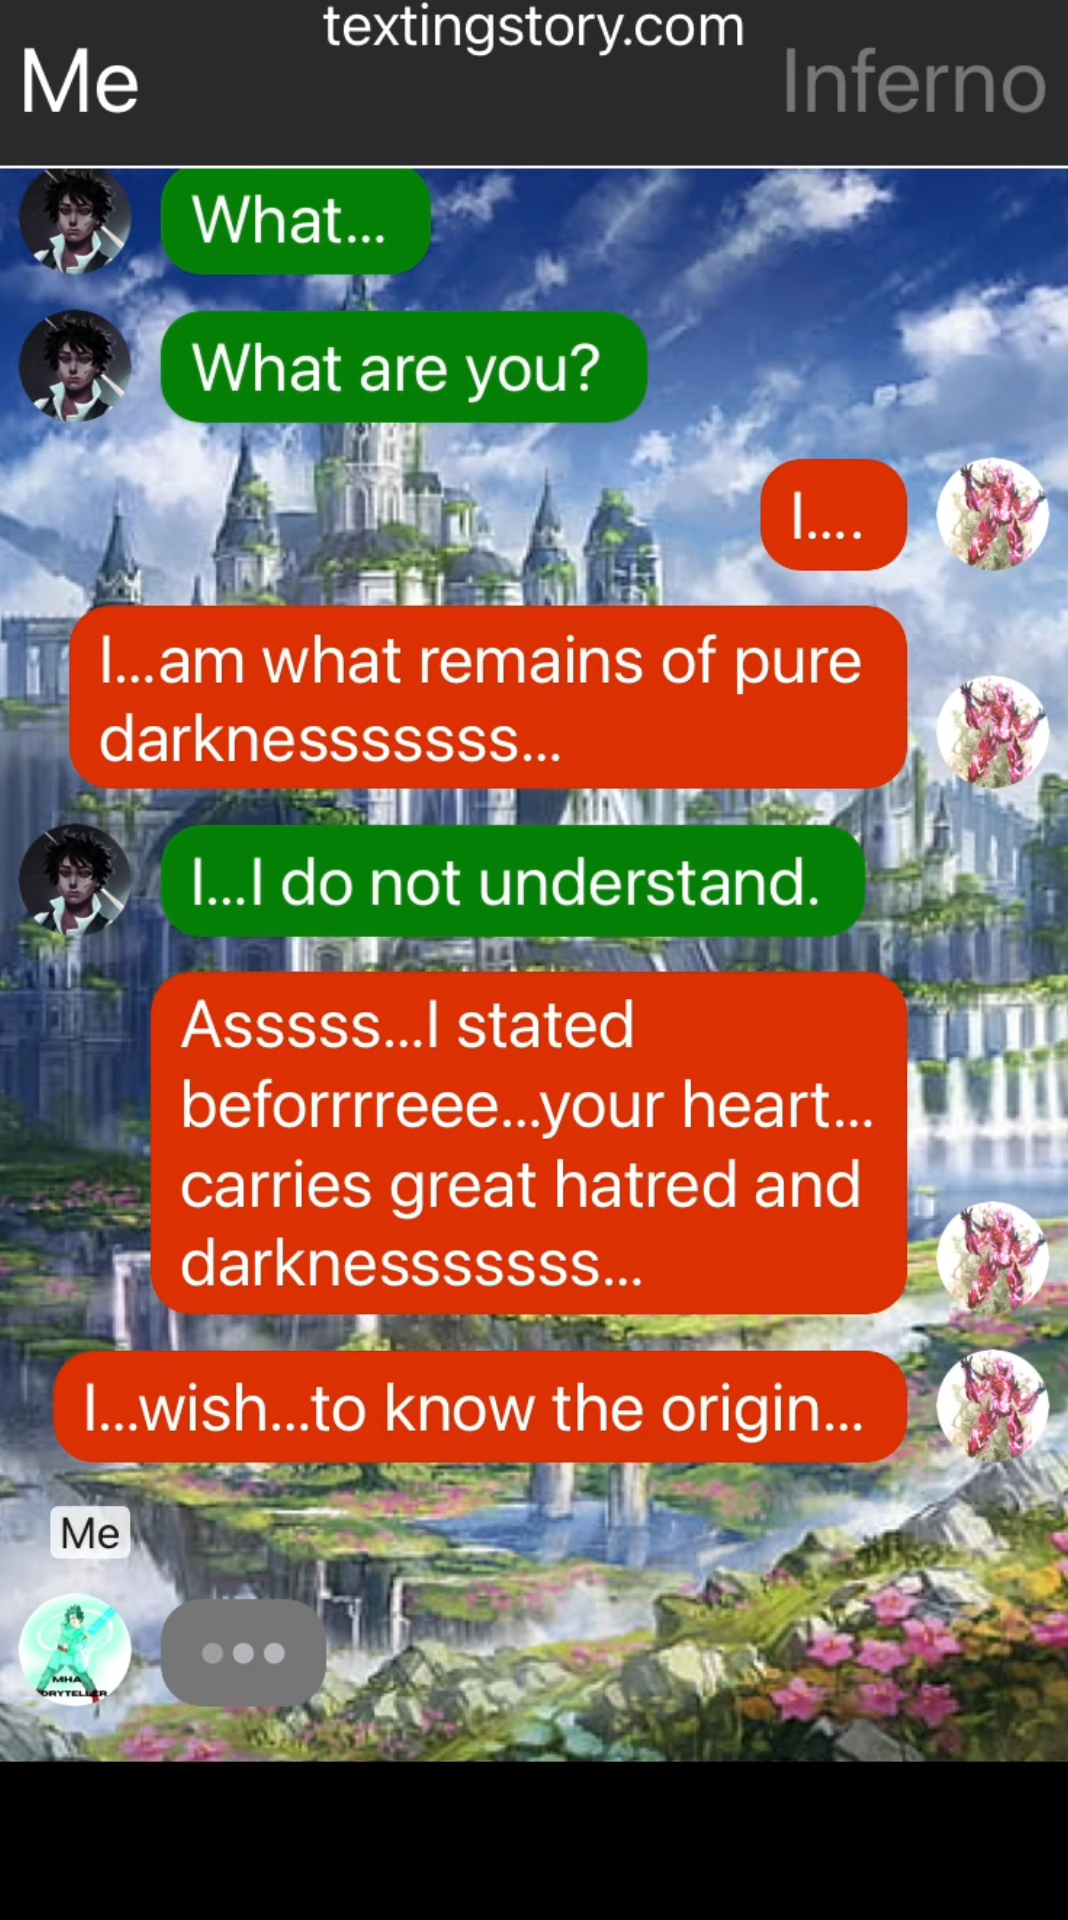 textingstory.com
Me
Inferno
What...
What are you?
I....
I...am what remains of pure
darknesssssss...
I...I do not understand.
Asssss...I stated
beforrrreee...your heart...
carries great hatred and
darknesssssss...
I...wish...to know the origin...
Me
MHA